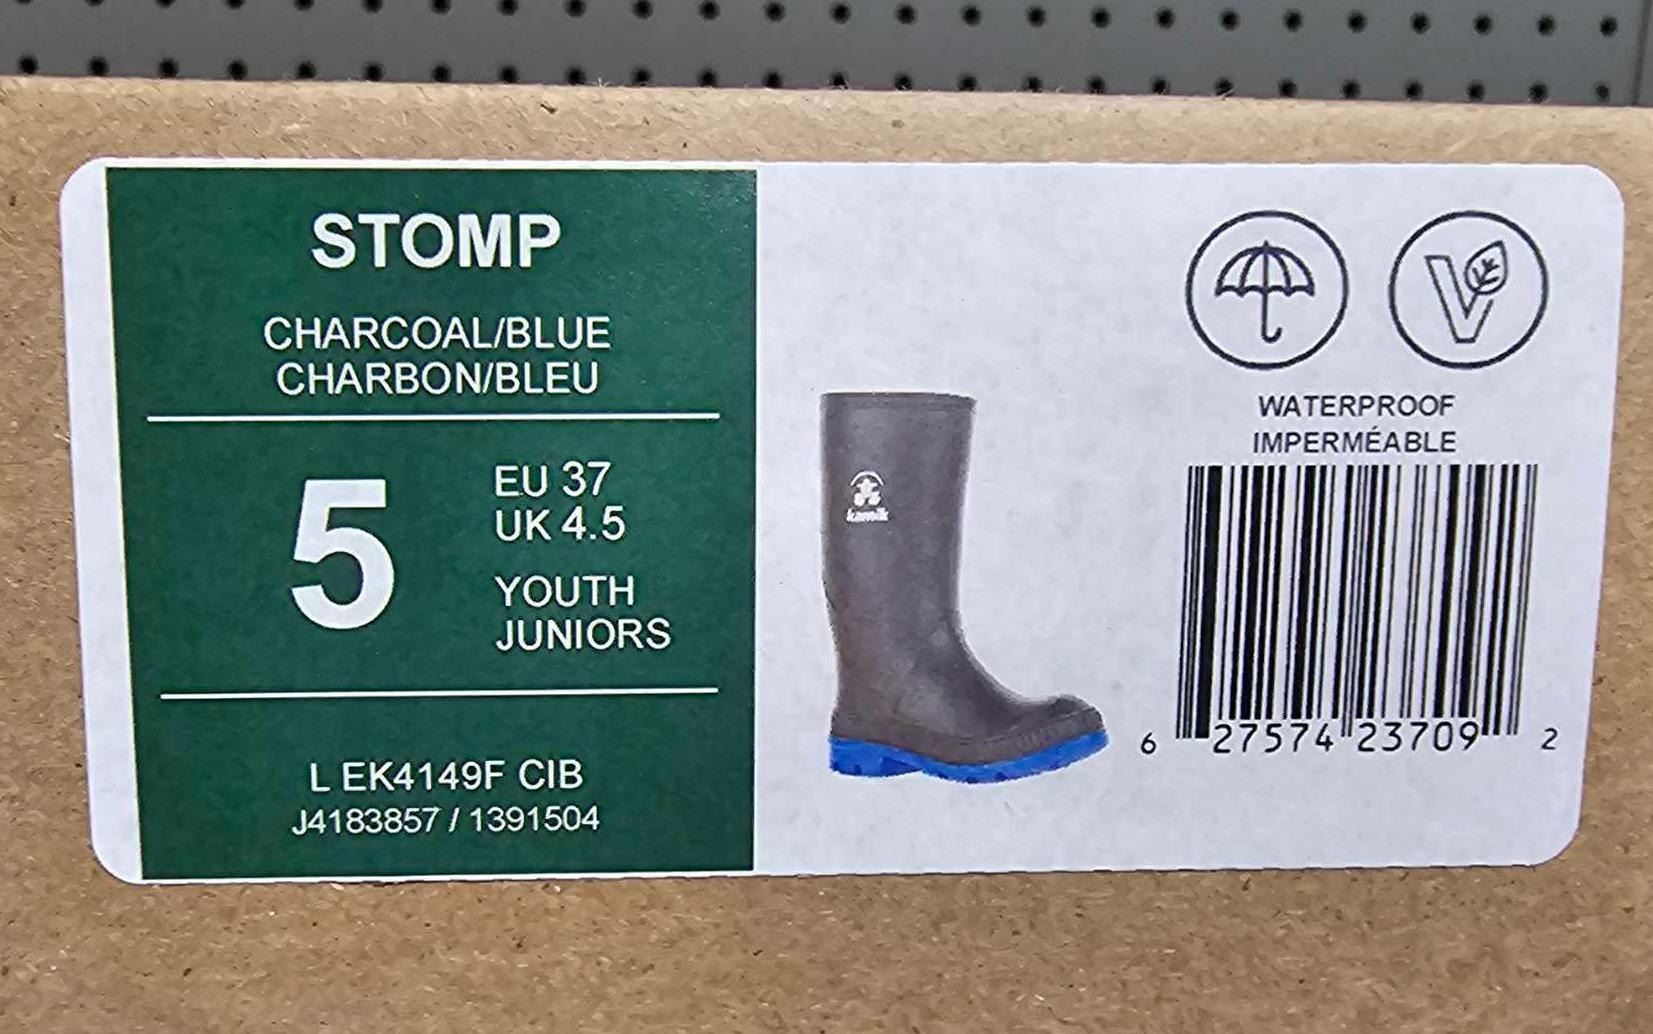 STOMP
CHARCOAL/BLUE
CHARBON/BLEU
5
EU 37
UK 4.5
YOUTH
JUNIORS
L EK4149F CIB
J4183857 / 1391504
kamik
WATERPROOF
IMPERMÉABLE
6 27574 23709 2